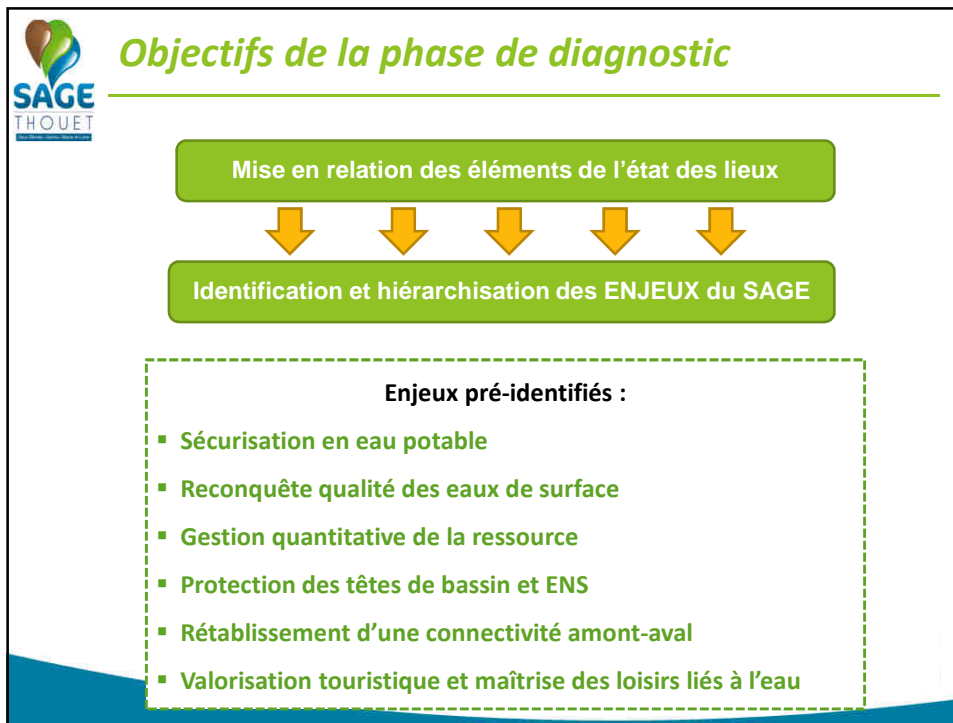 Objectifs de la phase de diagnostic
SAGE
THOUET
Mise en relation des éléments de l'état des lieux
Identification et hiérarchisation des ENJEUX du SAGE
Enjeux pré-identifiés :
▪ Sécurisation en eau potable
▪ Reconquête qualité des eaux de surface
▪ Gestion quantitative de la ressource
▪ Protection des têtes de bassin et ENS
▪ Rétablissement d'une connectivité amont-aval
▪ Valorisation touristique et maîtrise des loisirs liés à l'eau